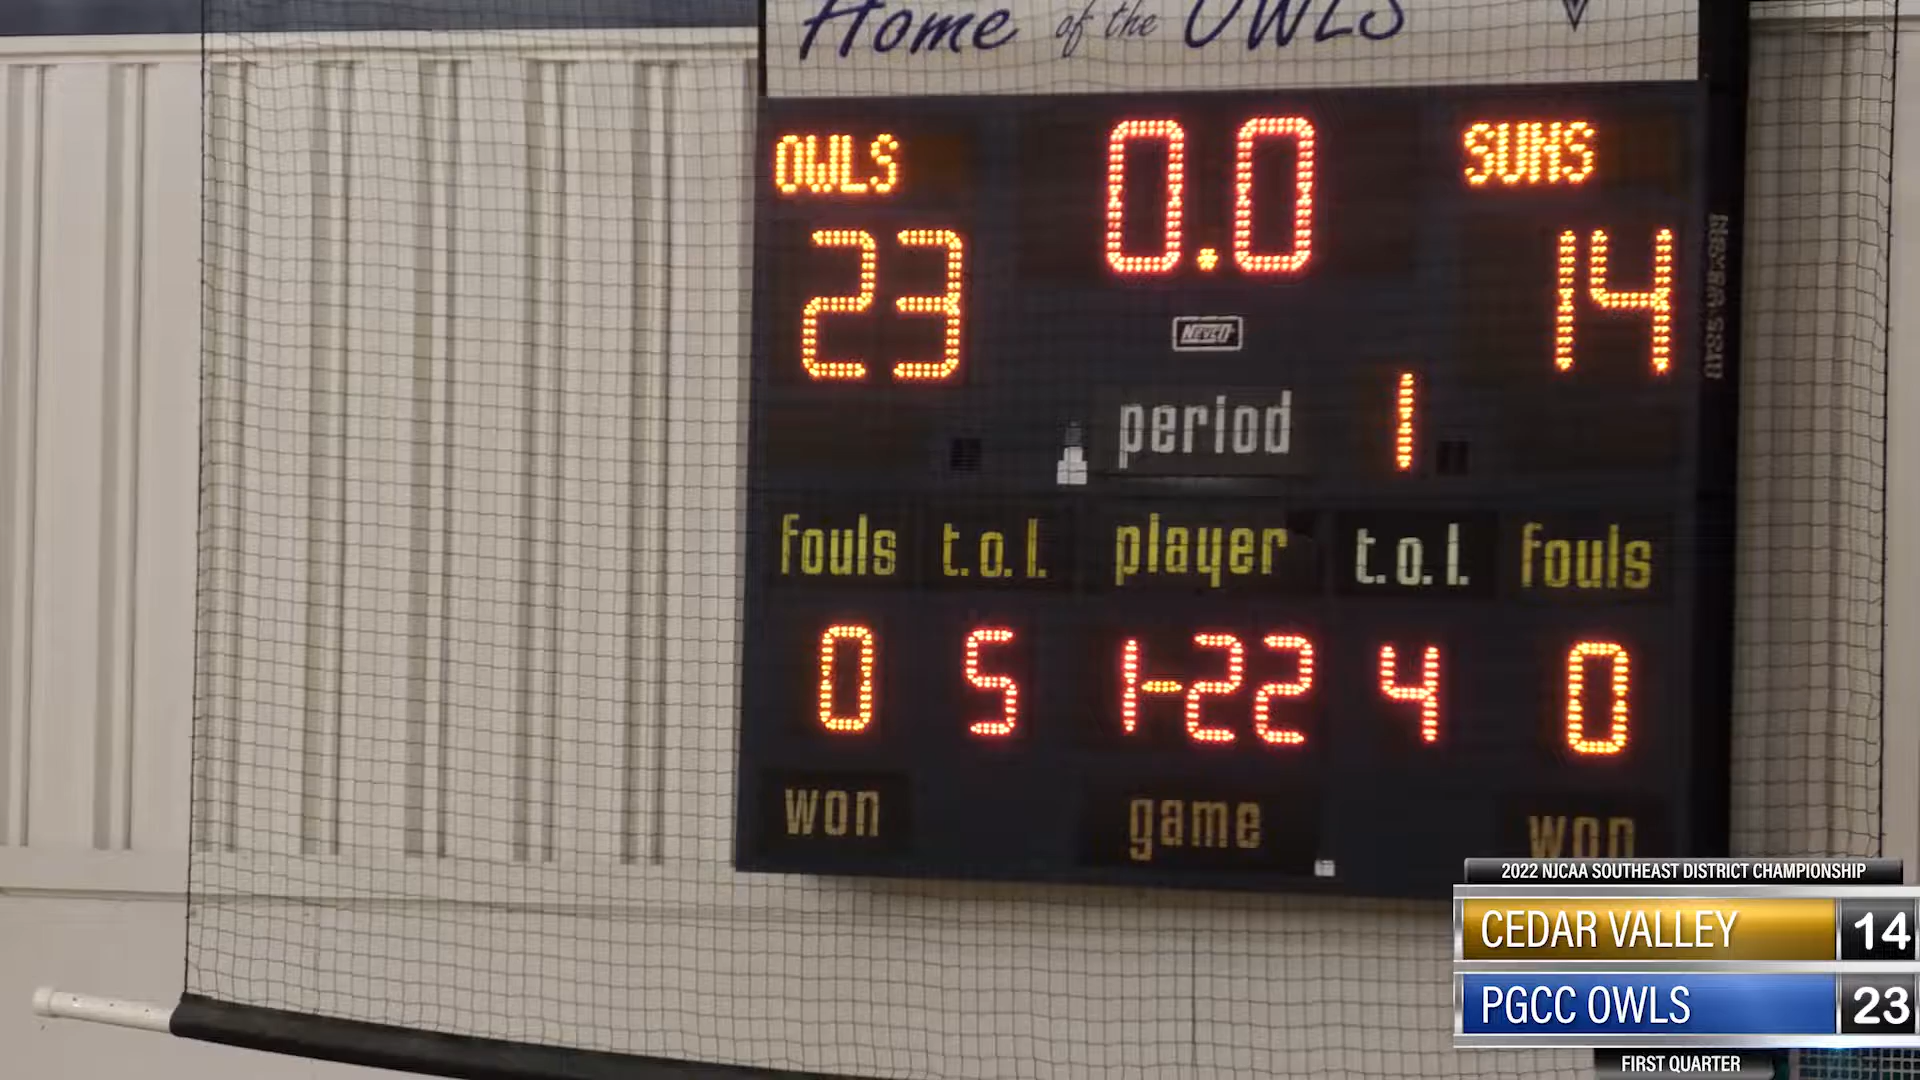 Home of the OWLS
OWLS 0.0 SUNS
23 14
NEVCO
period 1
fouls t.o.l. player t.o.l. fouls
0 5 1-22 4 0
won game won
2022 NJCAA SOUTHEAST DISTRICT CHAMPIONSHIP
CEDAR VALLEY 14
PGCC OWLS 23
FIRST QUARTER